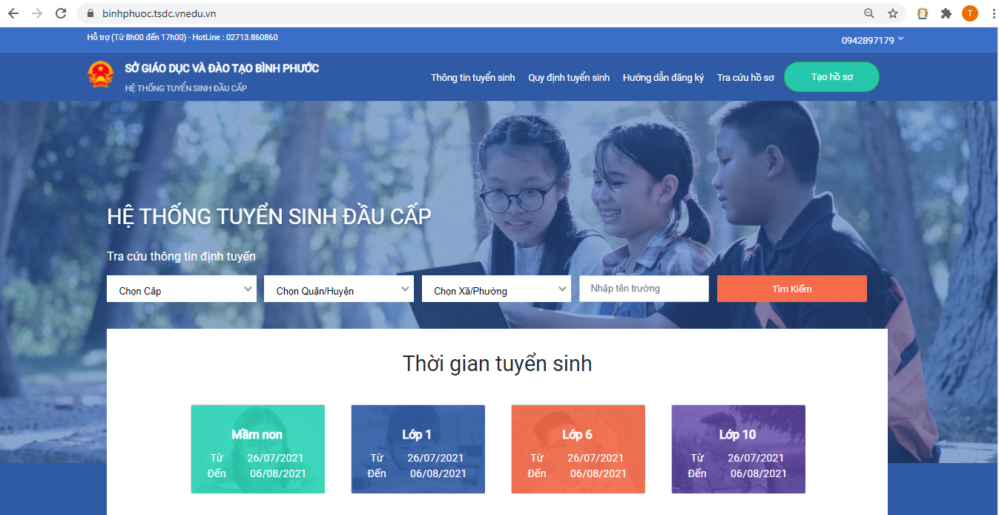 binhphuoc.tsdc.vnedu.vn
T
Hỗ trợ (Từ 8h00 đến 17h00) - HotLine : 02713.860860
0942897179
SỞ GIÁO DỤC VÀ ĐÀO TẠO BÌNH PHƯỚC
HỆ THỐNG TUYỂN SINH ĐẦU CẤP
Thông tin tuyển sinh
Quy định tuyển sinh
Hướng dẫn đăng ký
Tra cứu hồ sơ
Tạo hồ sơ
HỆ THỐNG TUYỂN SINH ĐẦU CẤP
Tra cứu thông tin định tuyến
Chọn Cấp
Chọn Quận/Huyện
Chọn Xã/Phường
Nhập tên trường
Tìm Kiếm
Thời gian tuyển sinh
Mầm non
Từ 26/07/2021
Đến 06/08/2021
Lớp 1
Từ 26/07/2021
Đến 06/08/2021
Lớp 6
Từ 26/07/2021
Đến 06/08/2021
Lớp 10
Từ 26/07/2021
Đến 06/08/2021